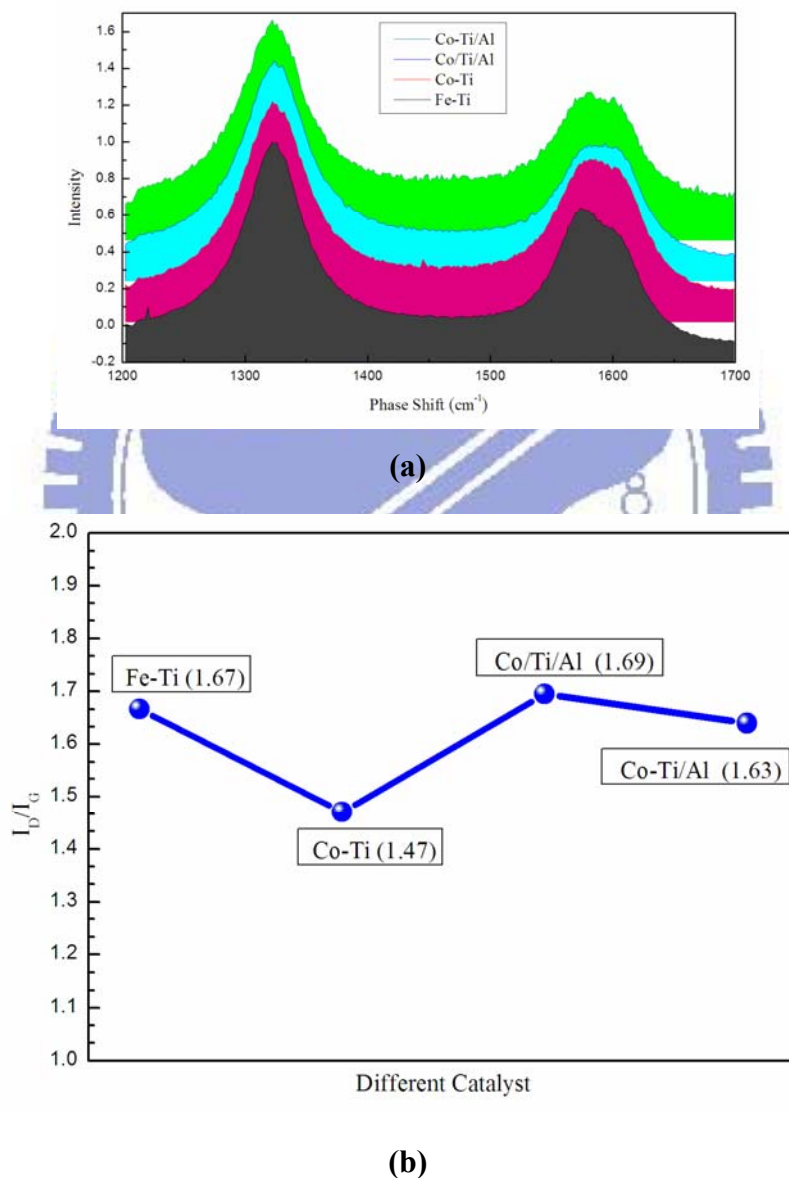 1.6
1.4
1.2
1.0
0.8
0.6
0.4
0.2
0.0
-0.2
Intensity
Co-Ti/Al
Co/Ti/Al
Co-Ti
Fe-Ti
1200 1300 1400 1500 1600 1700
Phase Shift (cm⁻¹)
(a)
2.0
1.9
1.8
1.7
1.6
1.5
1.4
1.3
1.2
1.1
1.0
I_D/I_G
Fe-Ti (1.67)
Co-Ti (1.47)
Co/Ti/Al (1.69)
Co-Ti/Al (1.63)
Different Catalyst
(b)